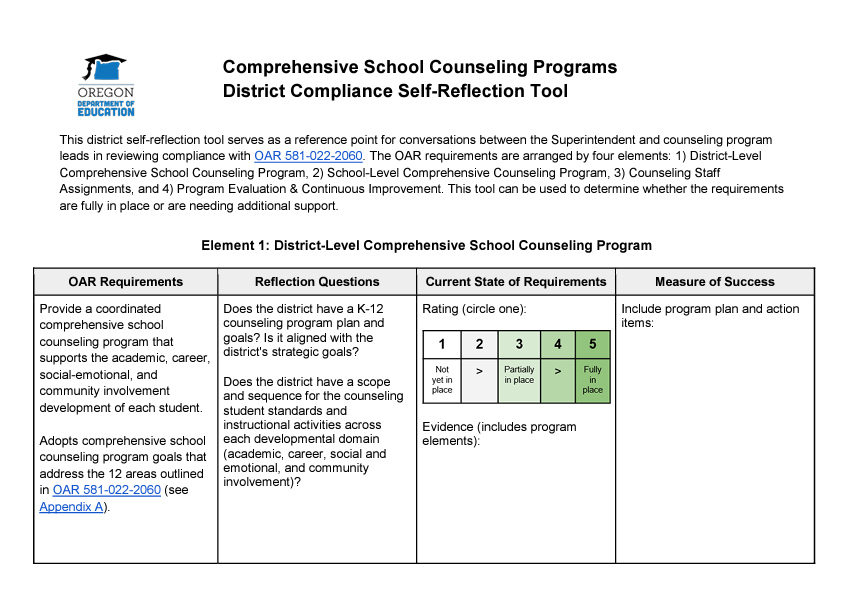 OREGON
DEPARTMENT OF
EDUCATION
Comprehensive School Counseling Programs
District Compliance Self-Reflection Tool
This district self-reflection tool serves as a reference point for conversations between the Superintendent and counseling program
leads in reviewing compliance with OAR 581-022-2060. The OAR requirements are arranged by four elements: 1) District-Level
Comprehensive School Counseling Program, 2) School-Level Comprehensive Counseling Program, 3) Counseling Staff
Assignments, and 4) Program Evaluation & Continuous Improvement. This tool can be used to determine whether the requirements
are fully in place or are needing additional support.
Element 1: District-Level Comprehensive School Counseling Program
OAR Requirements
Reflection Questions
Current State of Requirements
Measure of Success
Provide a coordinated
comprehensive school
counseling program that
supports the academic, career,
social-emotional, and
community involvement
development of each student.
Adopts comprehensive school
counseling program goals that
address the 12 areas outlined
in OAR 581-022-2060 (see
Appendix A).
Does the district have a K-12
counseling program plan and
goals? Is it aligned with the
district's strategic goals?
Does the district have a scope
and sequence for the counseling
student standards and
instructional activities across
each developmental domain
(academic, career, social and
emotional, and community
involvement)?
Rating (circle one):
1 2 3 4 5
Not
yet in
place
>
Partially
in place
>
Fully
in
place
Evidence (includes program
elements):
Include program plan and action
items: